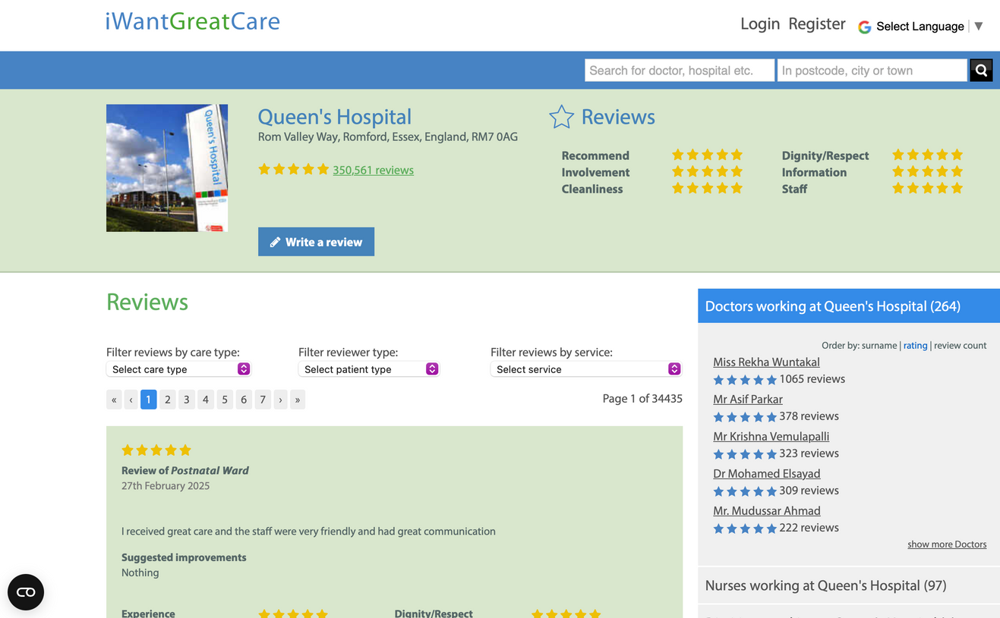 iWantGreatCare
Login Register Select Language ▼
Search for doctor, hospital etc. In postcode, city or town
Queen's Hospital
Queen's Hospital
Rom Valley Way, Romford, Essex, England, RM7 0AG
350,561 reviews
Write a review
Reviews
Recommend Dignity/Respect
Involvement Information
Cleanliness Staff
Reviews
Filter reviews by care type: Filter reviewer type: Filter reviews by service:
Select care type Select patient type Select service
« ‹ 1 2 3 4 5 6 7 › » Page 1 of 34435
Review of Postnatal Ward
27th February 2025
I received great care and the staff were very friendly and had great communication
Suggested improvements
Nothing
Experience Dignity/Respect
Doctors working at Queen's Hospital (264)
Order by: surname | rating | review count
Miss Rekha Wuntakal
1065 reviews
Mr Asif Parkar
378 reviews
Mr Krishna Vemulapalli
323 reviews
Dr Mohamed Elsayad
309 reviews
Mr. Mudussar Ahmad
222 reviews
show more Doctors
Nurses working at Queen's Hospital (97)